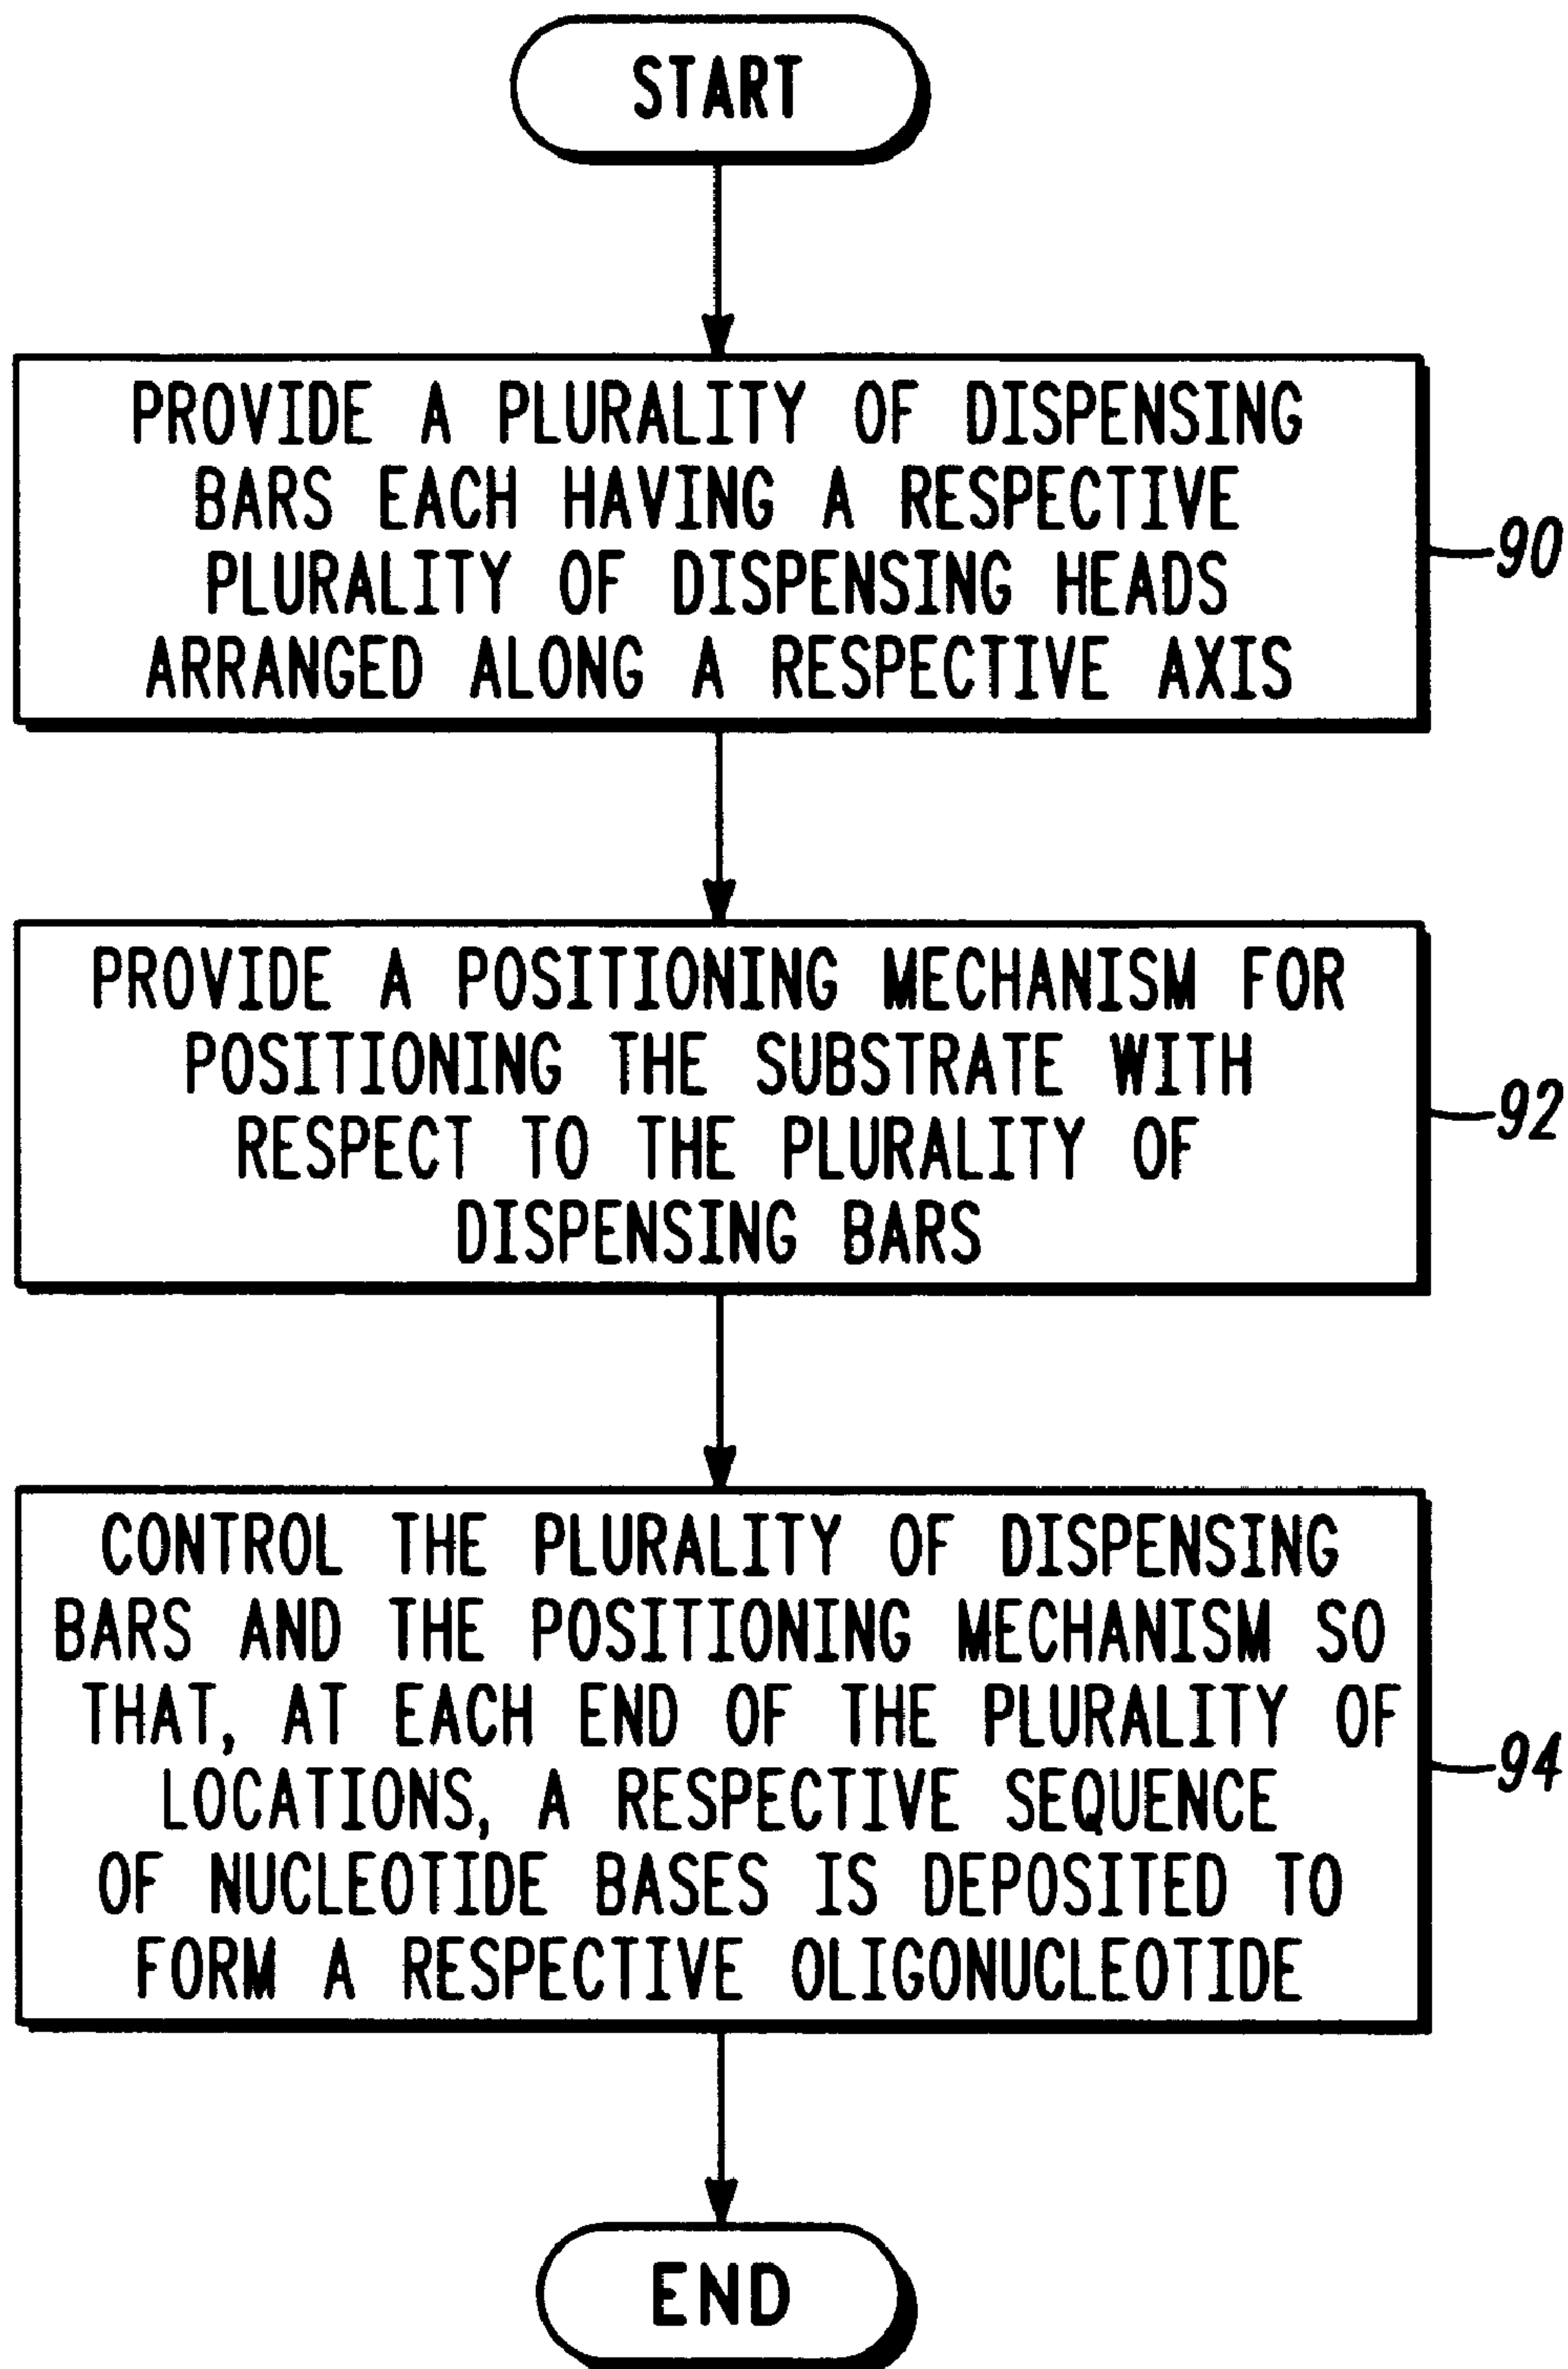 START
PROVIDE A PLURALITY OF DISPENSING
BARS EACH HAVING A RESPECTIVE
PLURALITY OF DISPENSING HEADS
ARRANGED ALONG A RESPECTIVE AXIS
90
PROVIDE A POSITIONING MECHANISM FOR
POSITIONING THE SUBSTRATE WITH
RESPECT TO THE PLURALITY OF
DISPENSING BARS
92
CONTROL THE PLURALITY OF DISPENSING
BARS AND THE POSITIONING MECHANISM SO
THAT, AT EACH END OF THE PLURALITY OF
LOCATIONS, A RESPECTIVE SEQUENCE
OF NUCLEOTIDE BASES IS DEPOSITED TO
FORM A RESPECTIVE OLIGONUCLEOTIDE
94
END